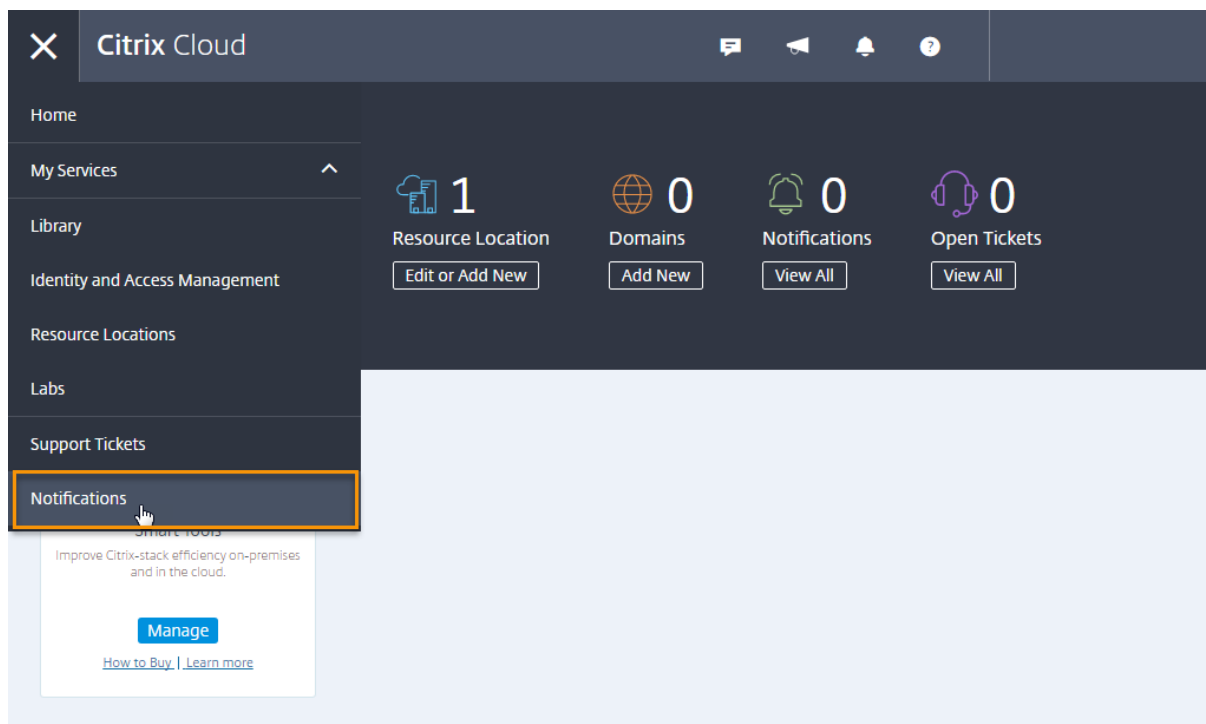 Citrix Cloud
?
Home
My Services
Library
Identity and Access Management
Resource Locations
Labs
Support Tickets
Notifications
1
Resource Location
Edit or Add New
0
Domains
Add New
0
Notifications
View All
0
Open Tickets
View All
Smart Tools
Improve Citrix-stack efficiency on-premises
and in the cloud.
Manage
How to Buy | Learn more